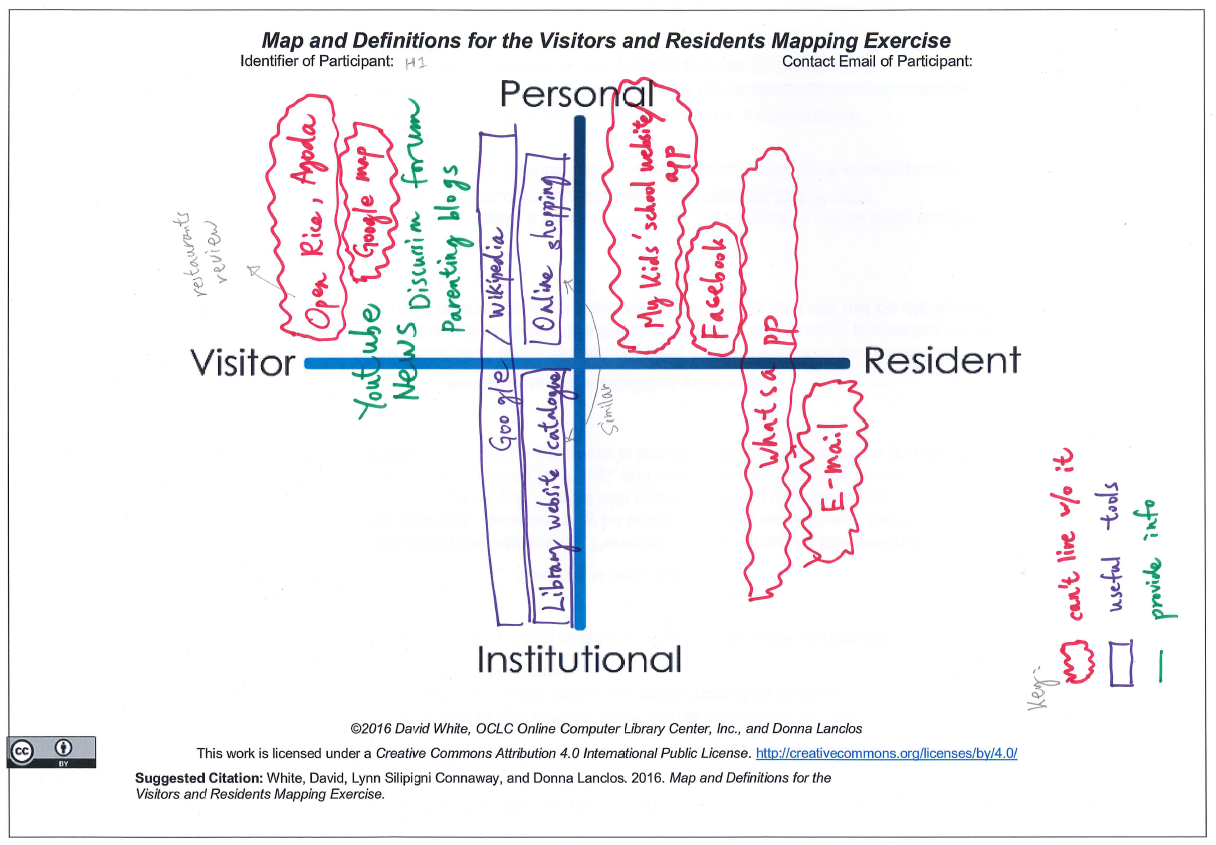 Map and Definitions for the Visitors and Residents Mapping Exercise
Identifier of Participant: H1
Contact Email of Participant:
Personal
Open Rice, Agoda
Google map
Discussim forum
Parenting blogs
Google / Wikipedia
Online shopping
My Kids' school website/
app
Facebook
whatsapp
restaurants
review
Youtube
News
Visitor
Resident
Library website /catalogue
Similar
E-mail
Institutional
Key:-
can't live w/o it
useful tools
provide info
©2016 David White, OCLC Online Computer Library Center, Inc., and Donna Lanclos
cc
BY
This work is licensed under a Creative Commons Attribution 4.0 International Public License. http://creativecommons.org/licenses/by/4.0/
Suggested Citation: White, David, Lynn Silipigni Connaway, and Donna Lanclos. 2016. Map and Definitions for the
Visitors and Residents Mapping Exercise.